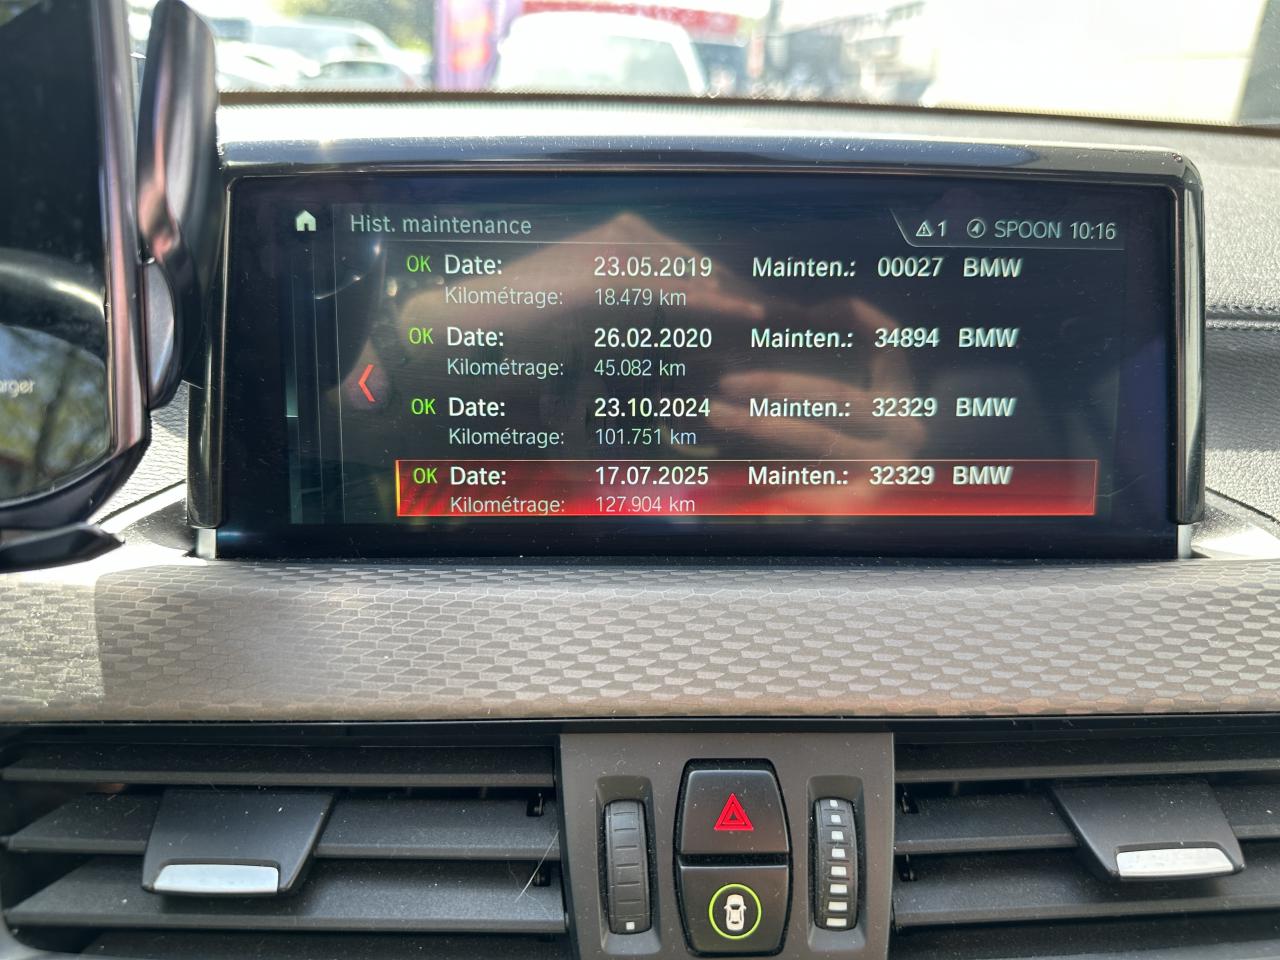 Hist. maintenance
1 SPOON 10:16
OK Date: 23.05.2019 Mainten.: 00027 BMW
Kilométrage: 18.479 km
OK Date: 26.02.2020 Mainten.: 34894 BMW
Kilométrage: 45.082 km
OK Date: 23.10.2024 Mainten.: 32329 BMW
Kilométrage: 101.751 km
OK Date: 17.07.2025 Mainten.: 32329 BMW
Kilométrage: 127.904 km